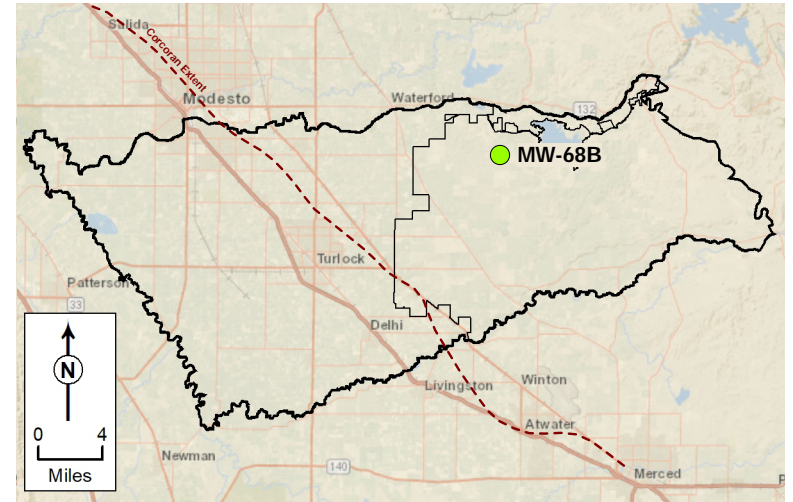 Salida
Corcoran Extent
Modesto
Waterford
132
MW-68B
Turlock
Patterson
33
Delhi
N
0 4
Miles
Livingston
Winton
Atwater
Newman
140
Merced